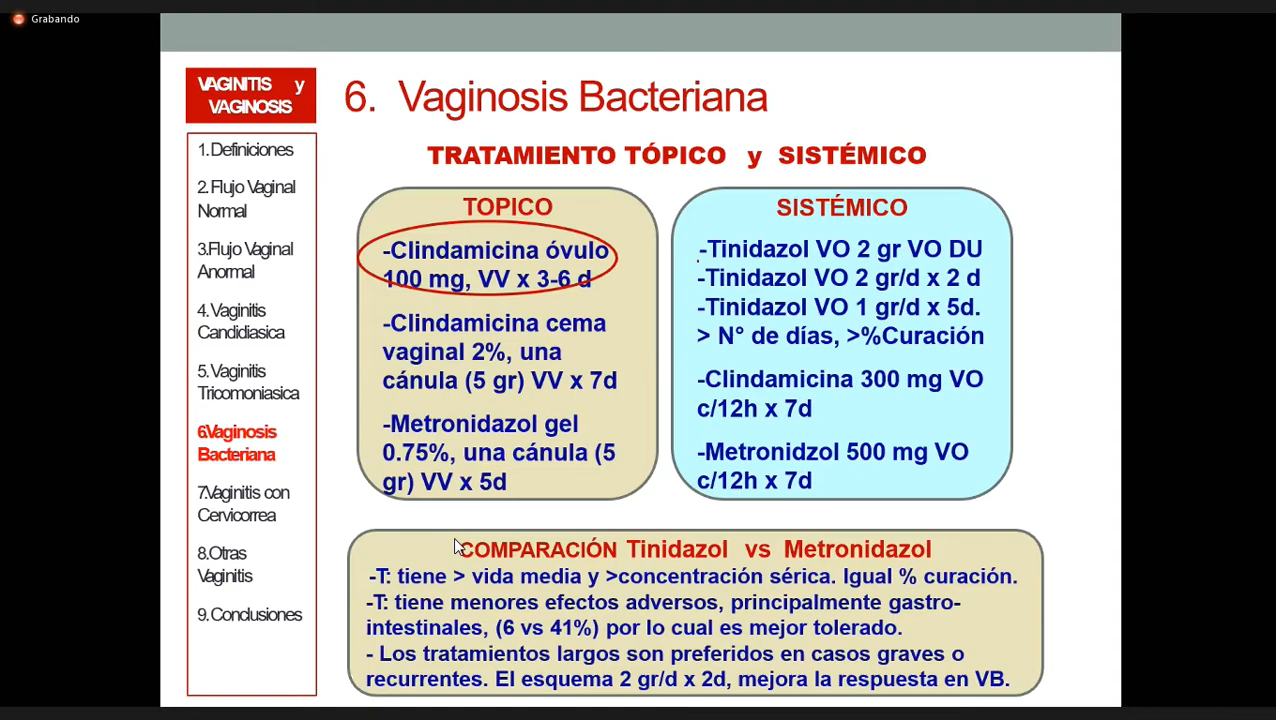 Grabando
VAGINITIS y
VAGINOSIS
1.Definiciones
2. Flujo Vaginal
Normal
3.Flujo Vaginal
Anormal
4. Vaginitis
Candidiasica
5. Vaginitis
Tricomoniasica
6.Vaginosis
Bacteriana
7.Vaginitis con
Cervicorrea
8.Otras
Vaginitis
9.Conclusiones
6. Vaginosis Bacteriana
TRATAMIENTO TÓPICO y SISTÉMICO
TOPICO
-Clindamicina óvulo
100 mg, VV x 3-6 d
-Clindamicina cema
vaginal 2%, una
cánula (5 gr) VV x 7d
-Metronidazol gel
0.75%, una cánula (5
gr) VV x 5d
SISTÉMICO
-Tinidazol VO 2 gr VO DU
-Tinidazol VO 2 gr/d x 2 d
-Tinidazol VO 1 gr/d x 5d.
> N° de días, >%Curación
-Clindamicina 300 mg VO
c/12h x 7d
-Metronidzol 500 mg VO
c/12h x 7d
COMPARACIÓN Tinidazol vs Metronidazol
-T: tiene > vida media y >concentración sérica. Igual % curación.
-T: tiene menores efectos adversos, principalmente gastro-
intestinales, (6 vs 41%) por lo cual es mejor tolerado.
- Los tratamientos largos son preferidos en casos graves o
recurrentes. El esquema 2 gr/d x 2d, mejora la respuesta en VB.